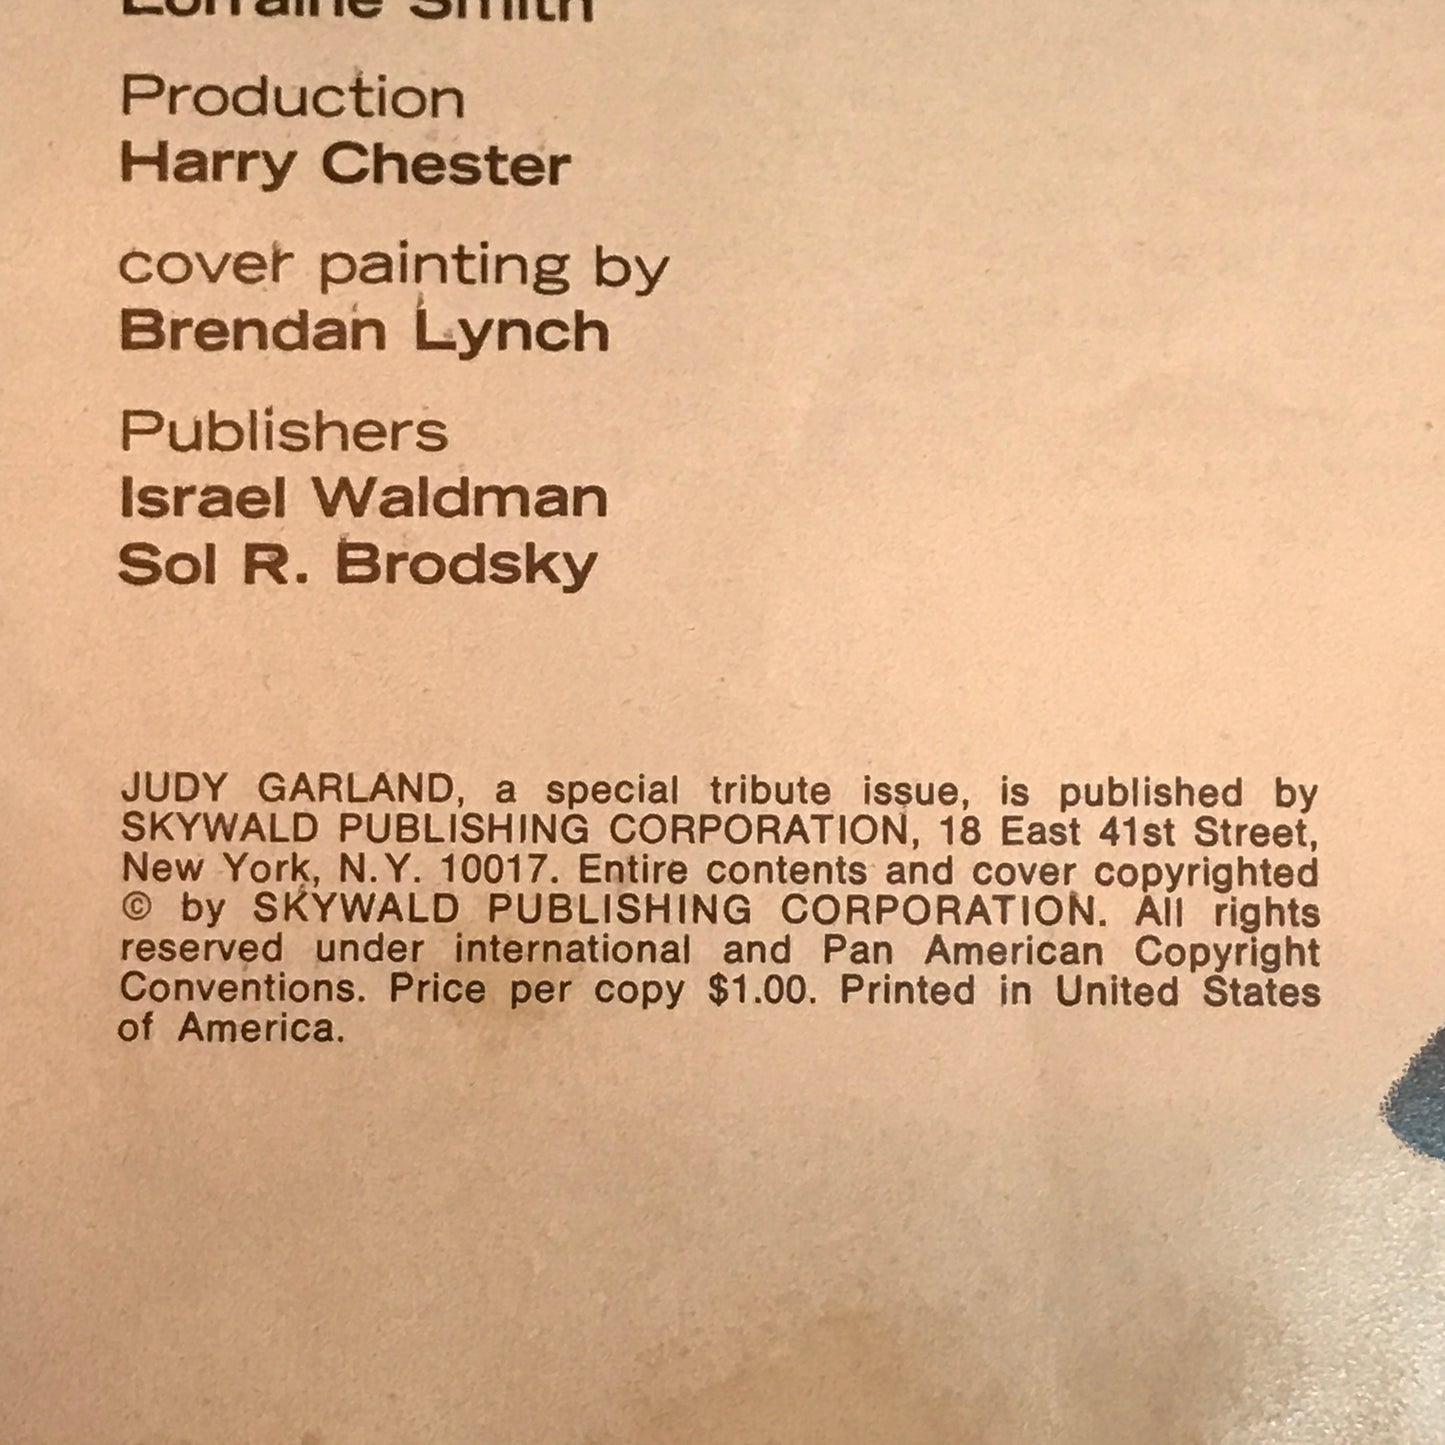 Lorraine Smith
Production
Harry Chester
cover painting by
Brendan Lynch
Publishers
Israel Waldman
Sol R. Brodsky
JUDY GARLAND, a special tribute issue, is published by
SKYWALD PUBLISHING CORPORATION, 18 East 41st Street,
New York, N.Y. 10017. Entire contents and cover copyrighted
© by SKYWALD PUBLISHING CORPORATION. All rights
reserved under international and Pan American Copyright
Conventions. Price per copy $1.00. Printed in United States
of America.